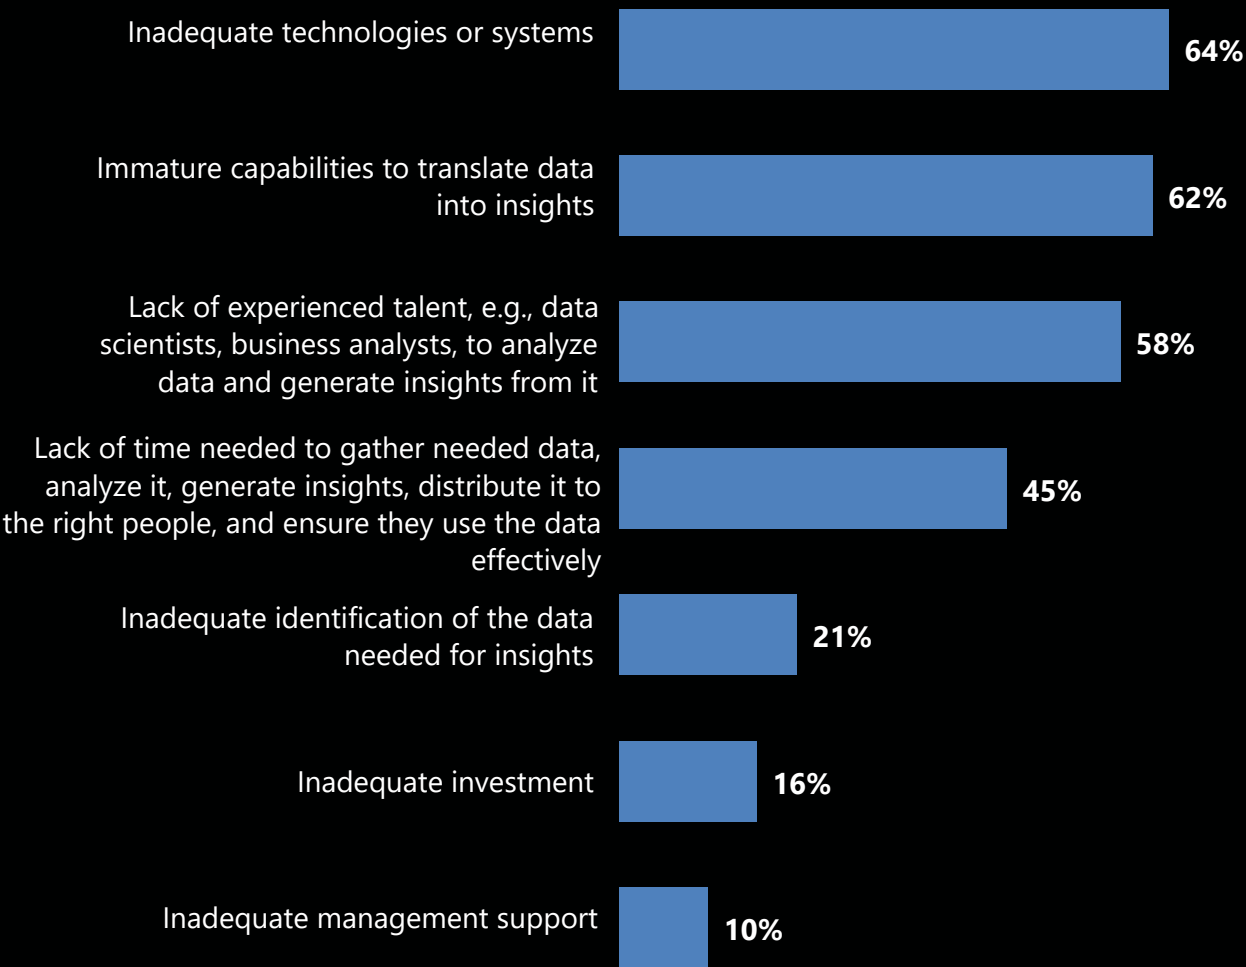 Inadequate technologies or systems
64%
Immature capabilities to translate data
into insights
62%
Lack of experienced talent, e.g., data
scientists, business analysts, to analyze
data and generate insights from it
58%
Lack of time needed to gather needed data,
analyze it, generate insights, distribute it to
the right people, and ensure they use the data
effectively
45%
Inadequate identification of the data
needed for insights
21%
Inadequate investment
16%
Inadequate management support
10%